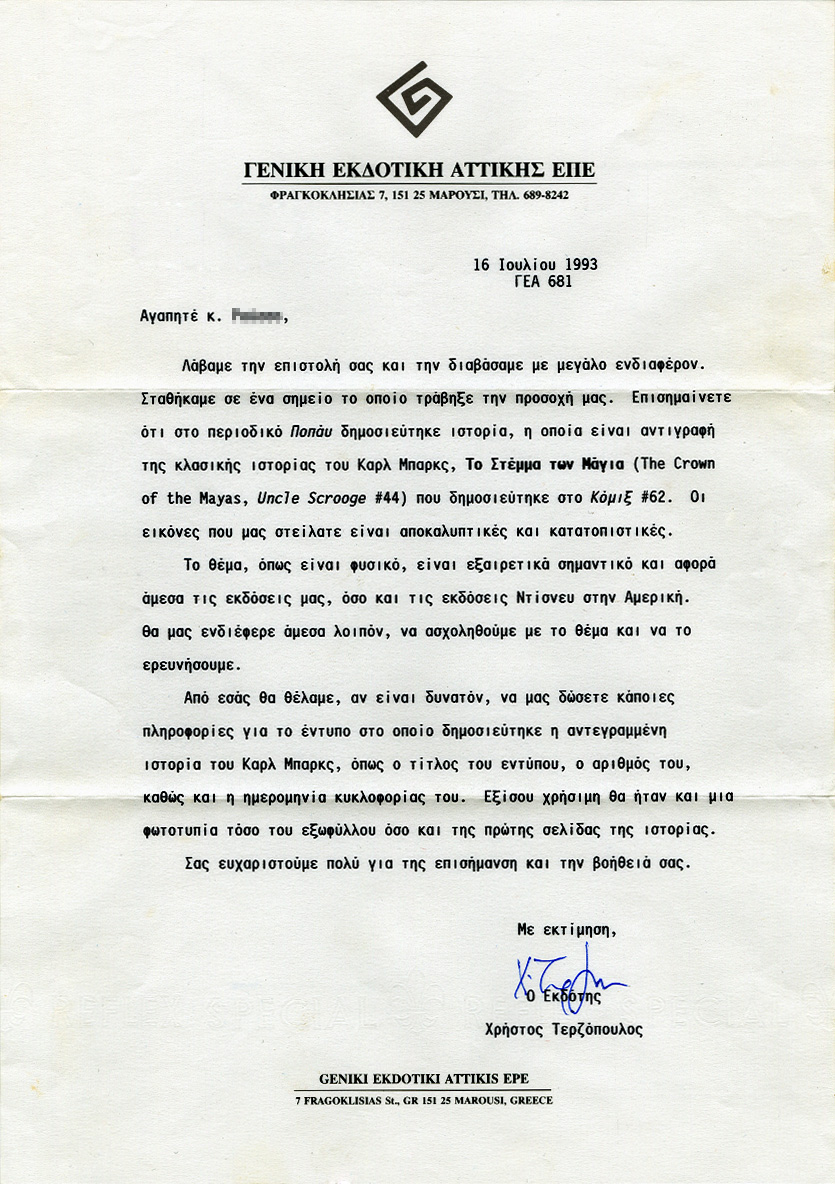 ΓΕΝΙΚΗ ΕΚΔΟΤΙΚΗ ΑΤΤΙΚΗΣ ΕΠΕ
ΦΡΑΓΚΟΚΛΗΣΙΑΣ 7, 151 25 ΜΑΡΟΥΣΙ, ΤΗΛ. 689-8242
16 Ιουλίου 1993
ΓΕΑ 681
Αγαπητέ κ. ,
Λάβαμε την επιστολή σας και την διαβάσαμε με μεγάλο ενδιαφέρον.
Σταθήκαμε σε ένα σημείο το οποίο τράβηξε την προσοχή μας. Επισημαίνετε
ότι στο περιοδικό Ποπάυ δημοσιεύτηκε ιστορία, η οποία είναι αντιγραφή
της κλασικής ιστορίας του Καρλ Μπαρκς, Το Στέμμα των Μάγια (The Crown
of the Mayas, Uncle Scrooge #44) που δημοσιεύτηκε στο Κόμιξ #62. Οι
εικόνες που μας στείλατε είναι αποκαλυπτικές και κατατοπιστικές.
Το θέμα, όπως είναι φυσικό, είναι εξαιρετικά σημαντικό και αφορά
άμεσα τις εκδόσεις μας, όσο και τις εκδόσεις Ντίσνευ στην Αμερική.
Θα μας ενδιέφερε άμεσα λοιπόν, να ασχοληθούμε με το θέμα και να το
ερευνήσουμε.
Από εσάς θα θέλαμε, αν είναι δυνατόν, να μας δώσετε κάποιες
πληροφορίες για το έντυπο στο οποίο δημοσιεύτηκε η αντεγραμμένη
ιστορία του Καρλ Μπαρκς, όπως ο τίτλος του εντύπου, ο αριθμός του,
καθώς και η ημερομηνία κυκλοφορίας του. Εξίσου χρήσιμη θα ήταν και μια
φωτοτυπία τόσο του εξωφύλλου όσο και της πρώτης σελίδας της ιστορίας.
Σας ευχαριστούμε πολύ για της επισήμανση και την βοήθειά σας.
Με εκτίμηση,
Ο Εκδότης
Χρήστος Τερζόπουλος
GENIKI EKDOTIKI ATTIKIS EPE
7 FRAGOKLISIAS St., GR 151 25 MAROUSI, GREECE